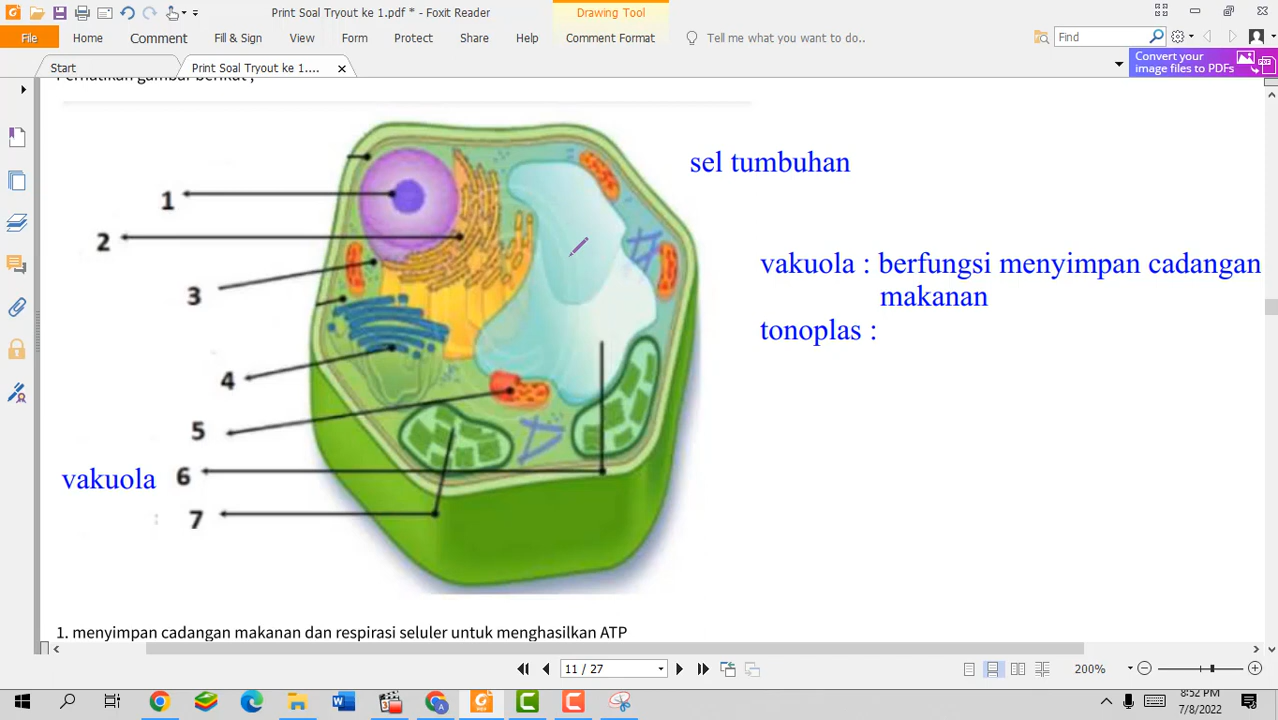 Print Soal Tryout ke 1.pdf * - Foxit Reader
Drawing Tool
File
Home
Comment
Fill & Sign
View
Form
Protect
Share
Help
Comment Format
Tell me what you want to do..
Find
Start
Print Soal Tryout ke 1....
Convert your
image files to PDFs
Perhatikan gambar berikut ;
sel tumbuhan
1
2
vakuola : berfungsi menyimpan cadangan
makanan
3
tonoplas :
4
5
vakuola 6
7
1. menyimpan cadangan makanan dan respirasi seluler untuk menghasilkan ATP
11 / 27
200%
8:52 PM
7/8/2022